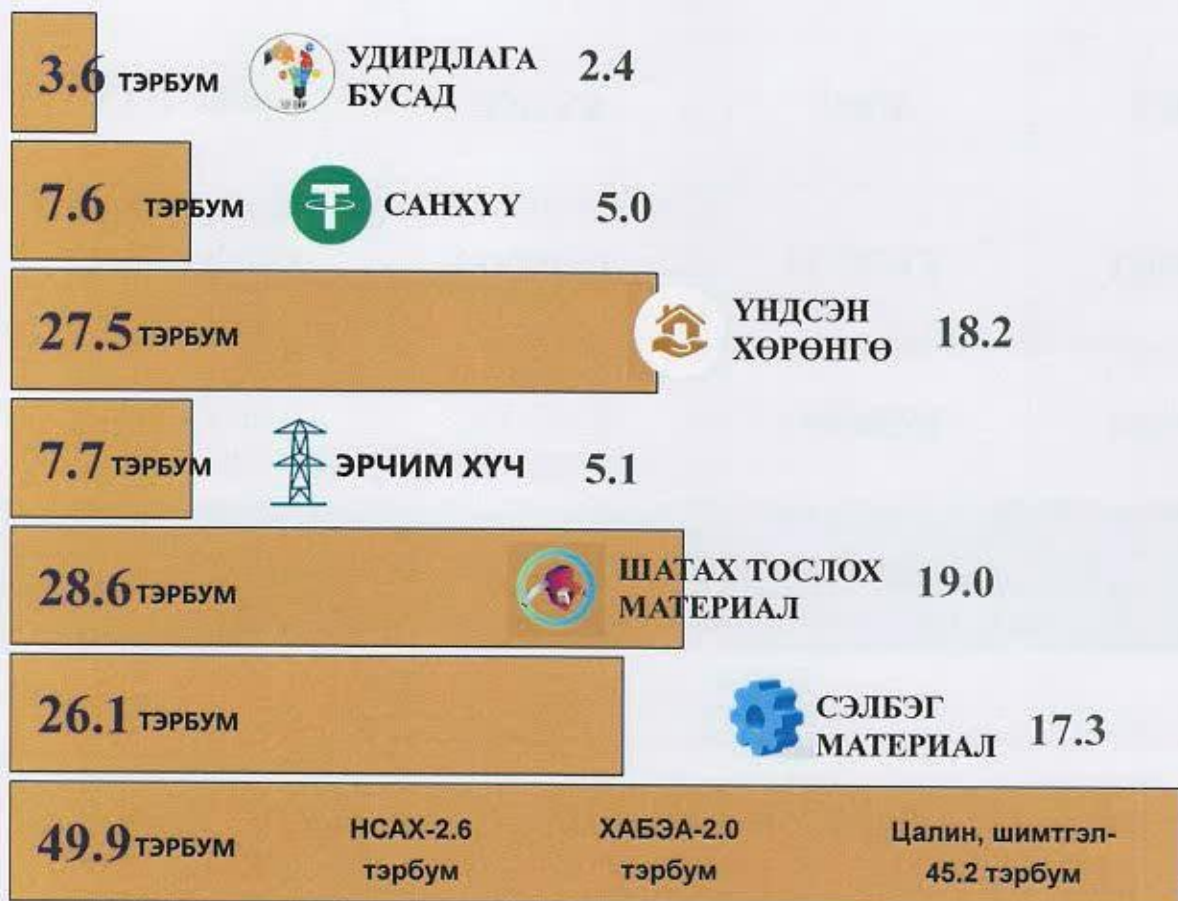 3.6 ТЭРБУМ УДИРДЛАГА 2.4
БУСАД
7.6 ТЭРБУМ САНХҮҮ 5.0
27.5 ТЭРБУМ ҮНДСЭН 18.2
ХӨРӨНГӨ
7.7 ТЭРБУМ ЭРЧИМ ХҮЧ 5.1
28.6 ТЭРБУМ ШАТАХ ТОСЛОХ 19.0
МАТЕРИАЛ
26.1 ТЭРБУМ СЭЛБЭГ 17.3
МАТЕРИАЛ
49.9 ТЭРБУМ НСАХ-2.6 ХАБЭА-2.0 Цалин, шимтгэл-
тэрбум тэрбум 45.2 тэрбум